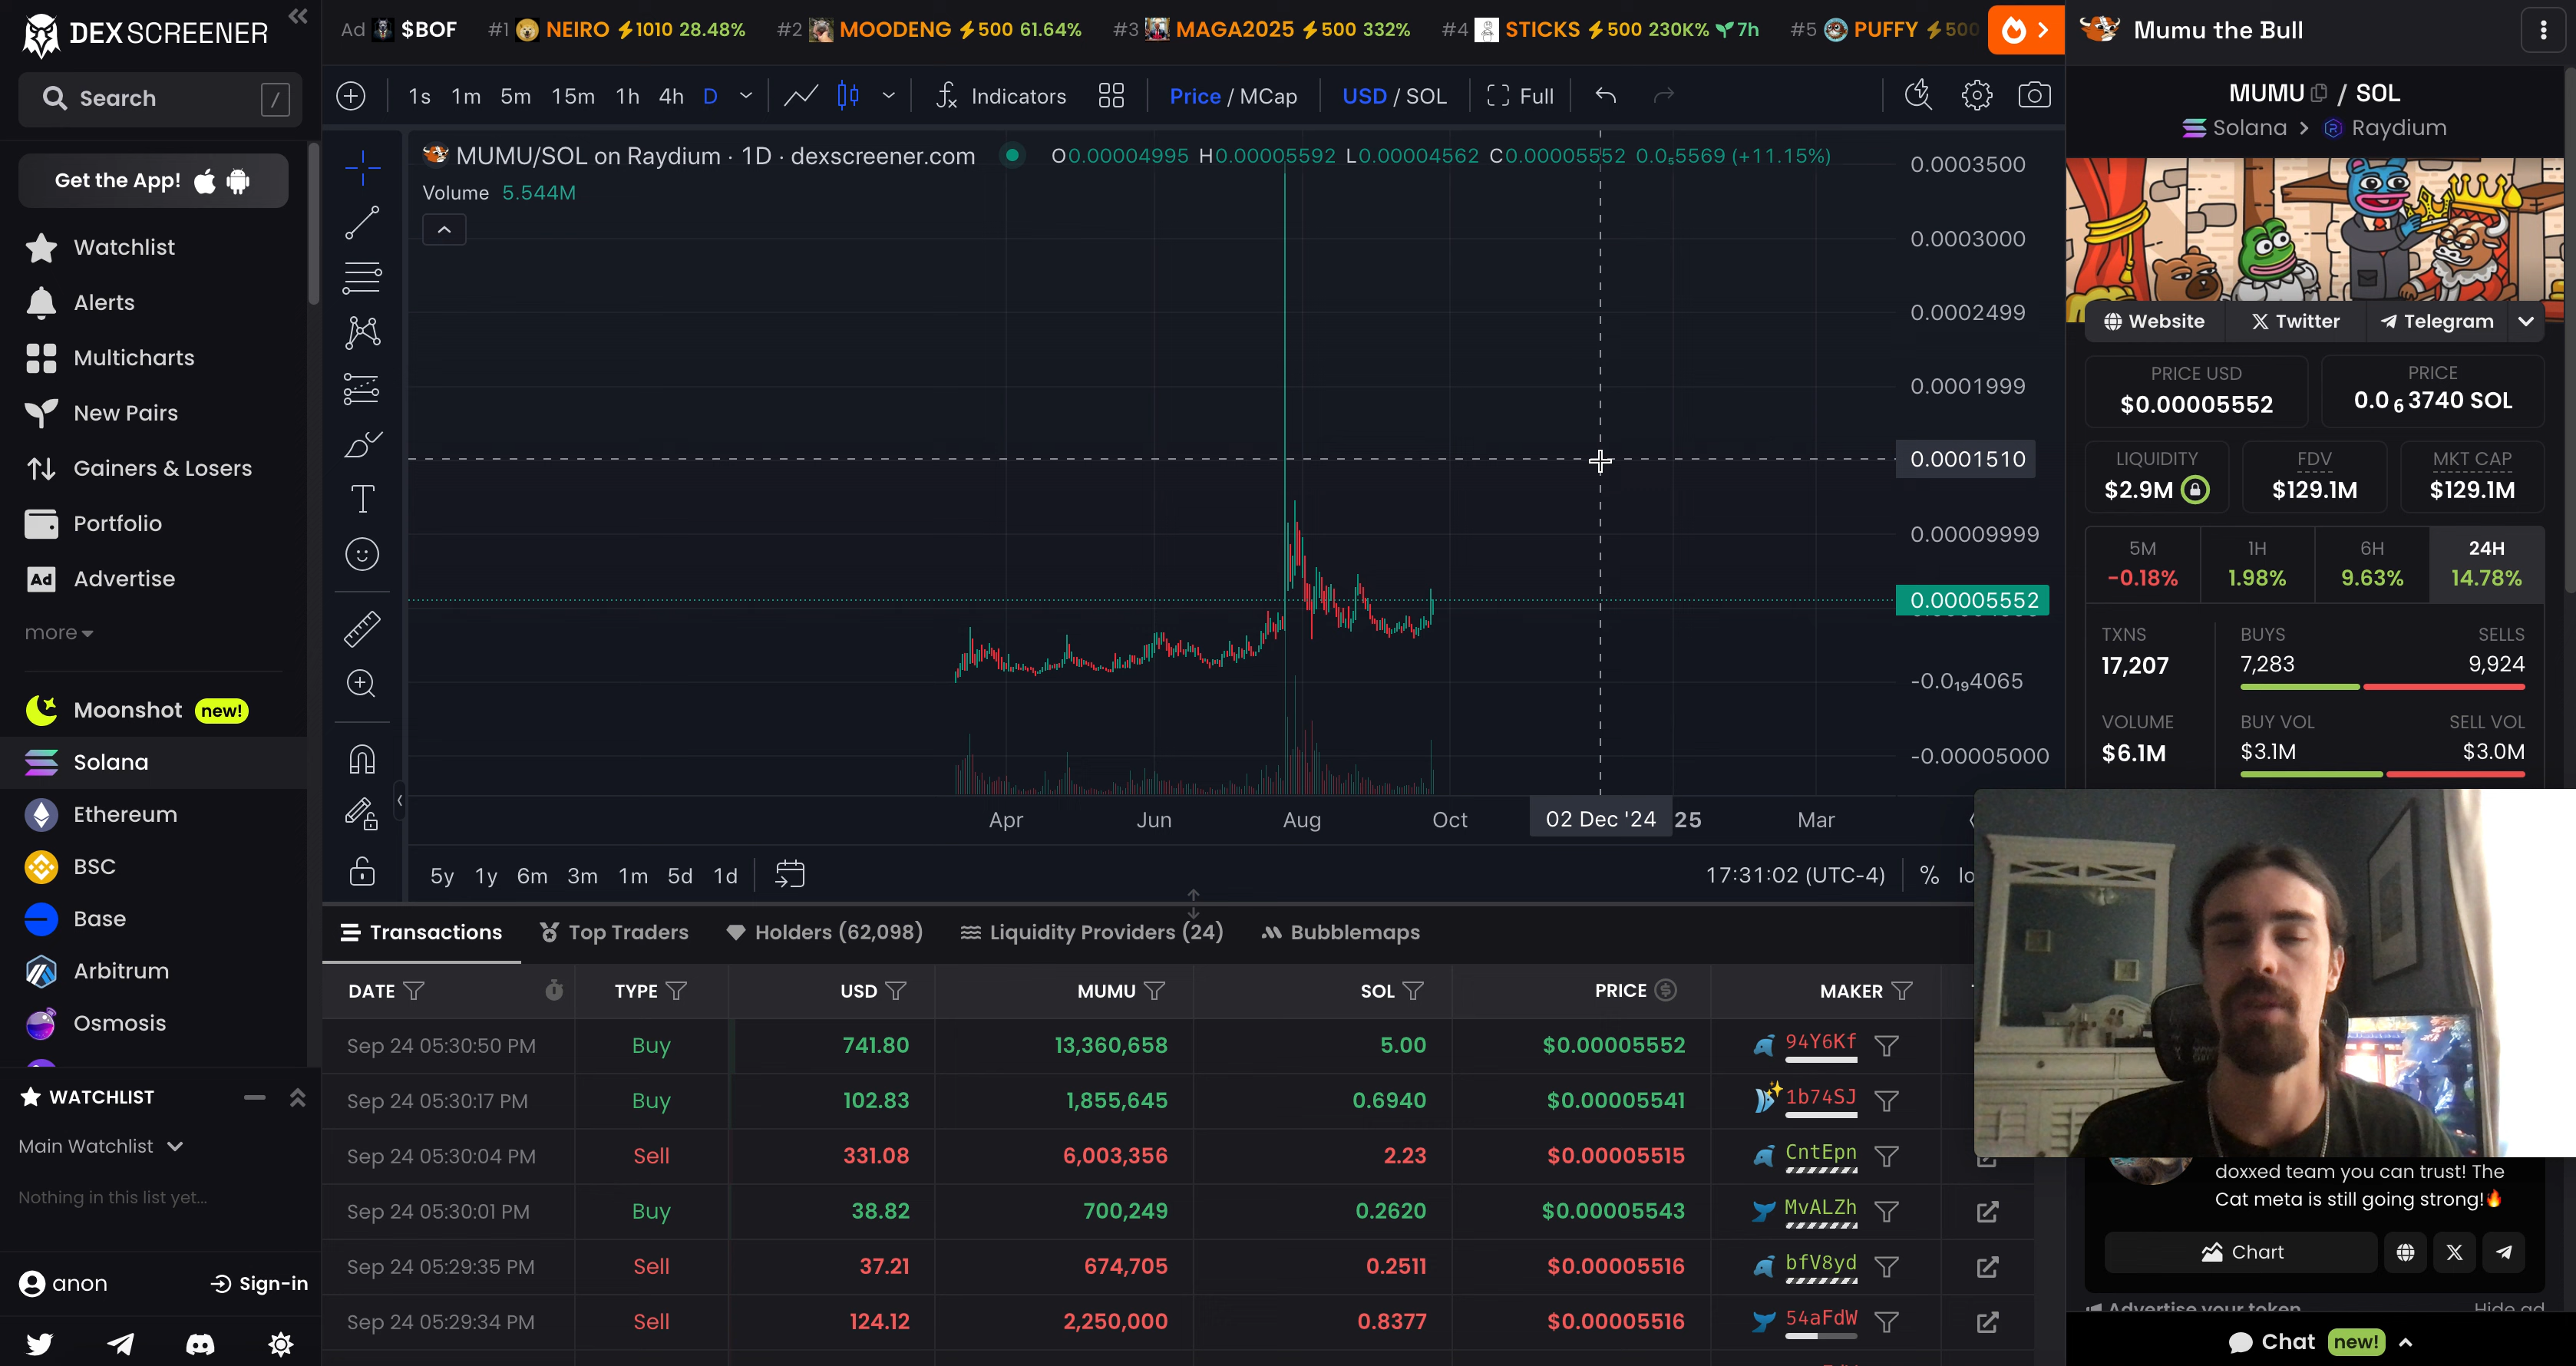 DEX SCREENER
Search /
Get the App!
Watchlist
Alerts
Multicharts
New Pairs
Gainers & Losers
Portfolio
Ad Advertise
more
Moonshot new!
Solana
Ethereum
BSC
Base
Arbitrum
Osmosis
WATCHLIST
Main Watchlist
Nothing in this list yet...
anon Sign-in
Ad $BOF #1 NEIRO 1010 28.48% #2 MOODENG 500 61.64% #3 MAGA2025 500 332% #4 STICKS 500 230K% 7h #5 PUFFY 500
1s 1m 5m 15m 1h 4h D Indicators Price / MCap USD / SOL Full
MUMU/SOL on Raydium · 1D · dexscreener.com O0.00004995 H0.00005592 L0.00004562 C0.00005552 0.0₅5569 (+11.15%)
Volume 5.544M
0.0003500
0.0003000
0.0002499
0.0001999
0.0001510
0.00009999
0.00005552
-0.0₁₉4065
-0.00005000
Apr Jun Aug Oct 02 Dec '24 25 Mar
5y 1y 6m 3m 1m 5d 1d 17:31:02 (UTC-4) %
Transactions Top Traders Holders (62,098) Liquidity Providers (24) Bubblemaps
DATE TYPE USD MUMU SOL PRICE MAKER
Sep 24 05:30:50 PM Buy 741.80 13,360,658 5.00 $0.00005552 94Y6Kf
Sep 24 05:30:17 PM Buy 102.83 1,855,645 0.6940 $0.00005541 1b74SJ
Sep 24 05:30:04 PM Sell 331.08 6,003,356 2.23 $0.00005515 CntEpn
Sep 24 05:30:01 PM Buy 38.82 700,249 0.2620 $0.00005543 MvALZh
Sep 24 05:29:35 PM Sell 37.21 674,705 0.2511 $0.00005516 bfV8yd
Sep 24 05:29:34 PM Sell 124.12 2,250,000 0.8377 $0.00005516 54aFdW
Mumu the Bull
MUMU / SOL
Solana > Raydium
Website Twitter Telegram
PRICE USD PRICE
$0.00005552 0.0₆3740 SOL
LIQUIDITY FDV MKT CAP
$2.9M $129.1M $129.1M
5M 1H 6H 24H
-0.18% 1.98% 9.63% 14.78%
TXNS BUYS SELLS
17,207 7,283 9,924
VOLUME BUY VOL SELL VOL
$6.1M $3.1M $3.0M
doxxed team you can trust! The
Cat meta is still going strong!🔥
Chart
Advertise your token Hide ad
Chat new!